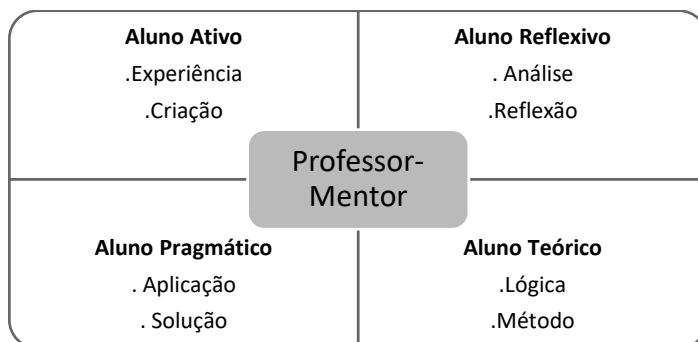 Aluno Ativo
.Experiência
.Criação
Aluno Reflexivo
. Análise
.Reflexão
Professor-
Mentor
Aluno Pragmático
. Aplicação
. Solução
Aluno Teórico
.Lógica
.Método